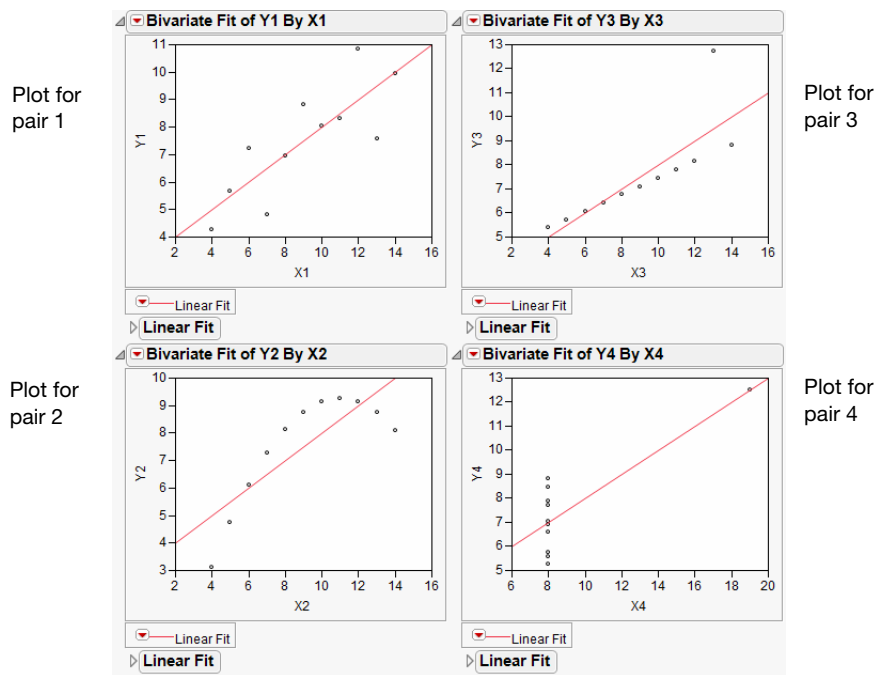 Plot for
pair 1
Bivariate Fit of Y1 By X1
11
10
9
8
7
6
5
4
Y1
2 4 6 8 10 12 14 16
X1
Linear Fit
Linear Fit
Bivariate Fit of Y3 By X3
13
12
11
10
9
8
7
6
5
Y3
2 4 6 8 10 12 14 16
X3
Linear Fit
Linear Fit
Plot for
pair 3
Plot for
pair 2
Bivariate Fit of Y2 By X2
10
9
8
7
6
5
4
3
Y2
2 4 6 8 10 12 14 16
X2
Linear Fit
Linear Fit
Bivariate Fit of Y4 By X4
13
12
11
10
9
8
7
6
5
Y4
6 8 10 12 14 16 18 20
X4
Linear Fit
Linear Fit
Plot for
pair 4